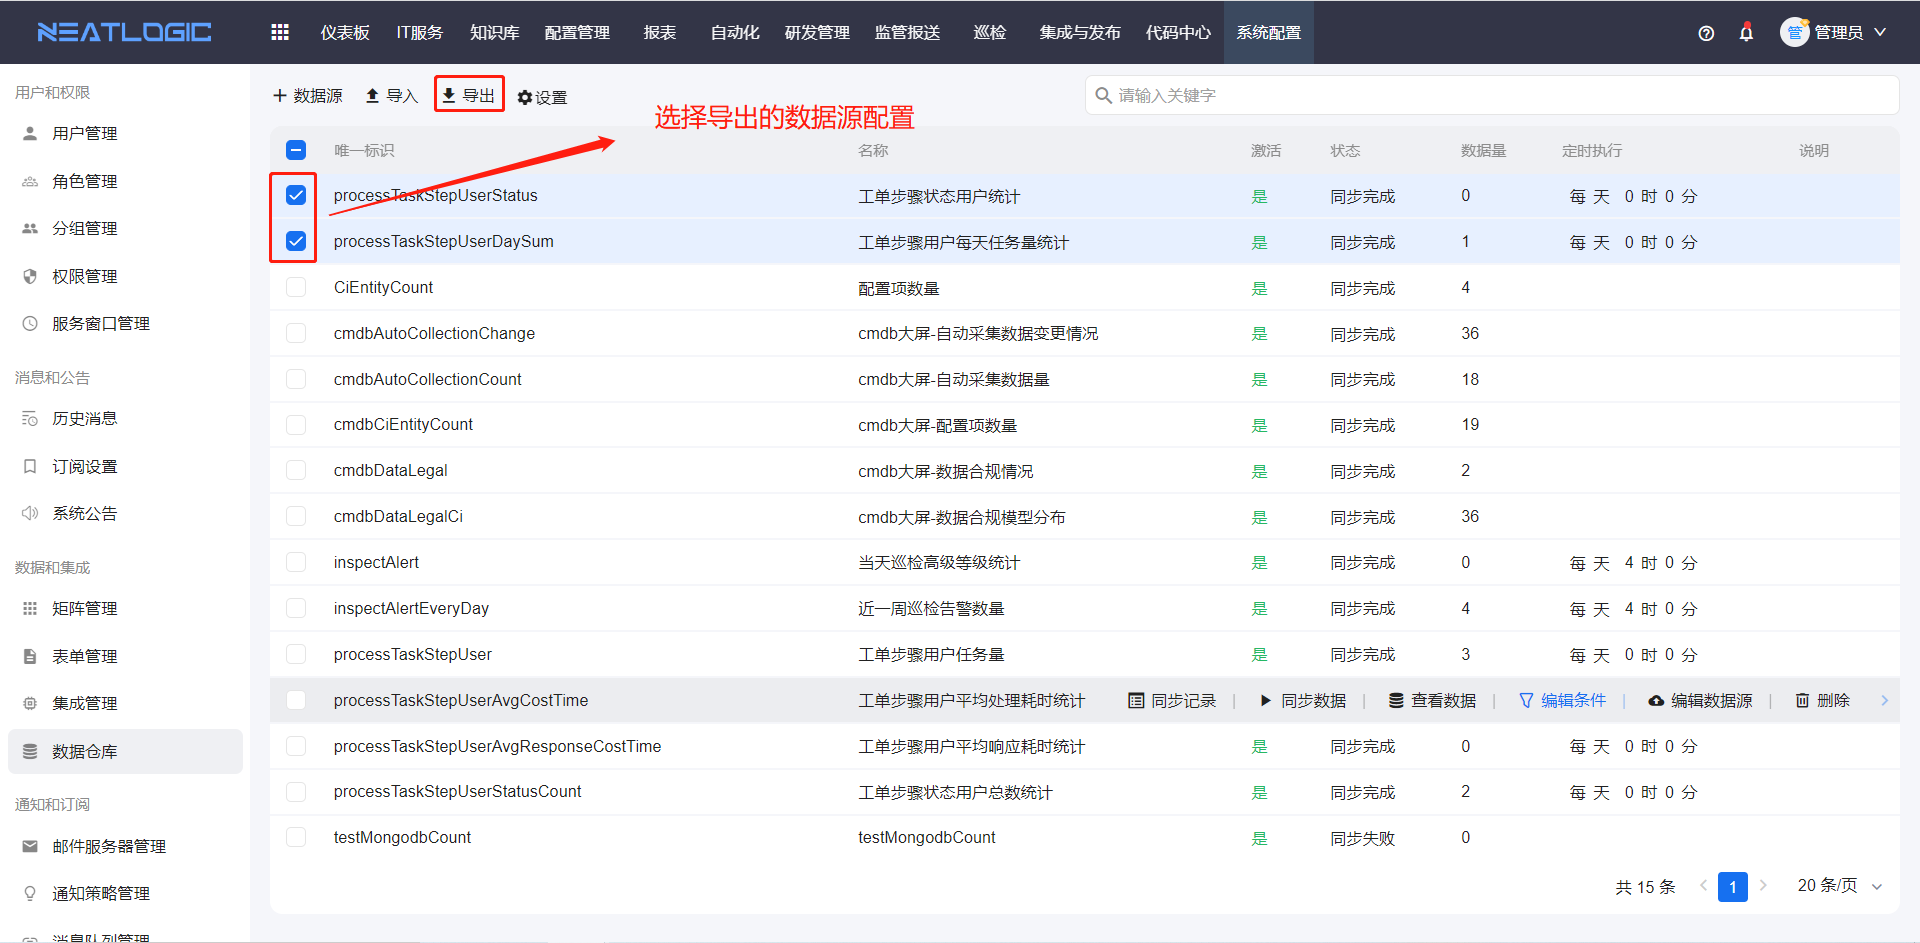 NEATLOGIC
仪表板 IT服务 知识库 配置管理 报表 自动化 研发管理 监管报送 巡检 集成与发布 代码中心 系统配置
管 管理员
用户和权限
用户管理
角色管理
分组管理
权限管理
服务窗口管理
消息和公告
历史消息
订阅设置
系统公告
数据和集成
矩阵管理
表单管理
集成管理
数据仓库
通知和订阅
邮件服务器管理
通知策略管理
消息队列管理
数据源 导入 导出 设置
请输入关键字
选择导出的数据源配置
唯一标识 名称 激活 状态 数据量 定时执行 说明
processTaskStepUserStatus 工单步骤状态用户统计 是 同步完成 0 每 天 0 时 0 分
processTaskStepUserDaySum 工单步骤用户每天任务量统计 是 同步完成 1 每 天 0 时 0 分
CiEntityCount 配置项数量 是 同步完成 4
cmdbAutoCollectionChange cmdb大屏-自动采集数据变更情况 是 同步完成 36
cmdbAutoCollectionCount cmdb大屏-自动采集数据量 是 同步完成 18
cmdbCiEntityCount cmdb大屏-配置项数量 是 同步完成 19
cmdbDataLegal cmdb大屏-数据合规情况 是 同步完成 2
cmdbDataLegalCi cmdb大屏-数据合规模型分布 是 同步完成 36
inspectAlert 当天巡检高级等级统计 是 同步完成 0 每 天 4 时 0 分
inspectAlertEveryDay 近一周巡检告警数量 是 同步完成 4 每 天 4 时 0 分
processTaskStepUser 工单步骤用户任务量 是 同步完成 3 每 天 0 时 0 分
processTaskStepUserAvgCostTime 工单步骤用户平均处理耗时统计 同步记录 | 同步数据 | 查看数据 | 编辑条件 | 编辑数据源 | 删除
processTaskStepUserAvgResponseCostTime 工单步骤用户平均响应耗时统计 是 同步完成 0 每 天 0 时 0 分
processTaskStepUserStatusCount 工单步骤状态用户总数统计 是 同步完成 2 每 天 0 时 0 分
testMongodbCount testMongodbCount 是 同步失败 0
共 15 条 1 20 条/页